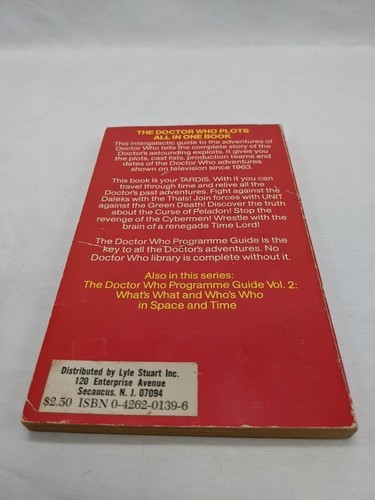 THE DOCTOR WHO PLOTS
ALL IN ONE BOOK
This intergalactic guide to the adventures of
Doctor Who tells the complete story of the
Doctor's astounding exploits. It gives you
the plots, cast lists, production teams and
dates of the Doctor Who adventures
shown on television since 1963.
This book is your TARDIS. With it you can
travel through time and relive all the
Doctor's past adventures. Fight against the
Daleks with the Thals! Join forces with UNIT
against the Green Death! Discover the truth
about the Curse of Peladon! Stop the
revenge of the Cybermen! Wrestle with the
brain of a renegade Time Lord!
The Doctor Who Programme Guide is the
key to all the Doctor's adventures. No
Doctor Who library is complete without it.
Also in this series:
The Doctor Who Programme Guide Vol. 2:
What's What and Who's Who
in Space and Time
Distributed by Lyle Stuart Inc.
120 Enterprise Avenue
Secaucus, N. J. 07094
$2.50 ISBN 0-4262-0139-6